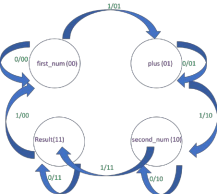 1/01
0/00
first_num (00)
plus (01)
0/01
1/00
1/10
Result(11)
second_num (10)
1/11
0/11
0/10